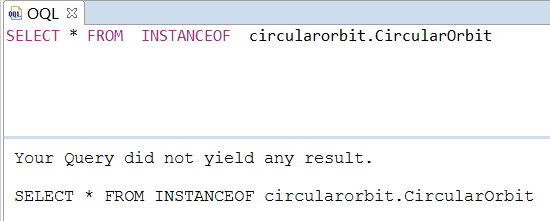 OQL
SELECT * FROM  INSTANCEOF  circularorbit.CircularOrbit
Your Query did not yield any result.
SELECT * FROM INSTANCEOF circularorbit.CircularOrbit